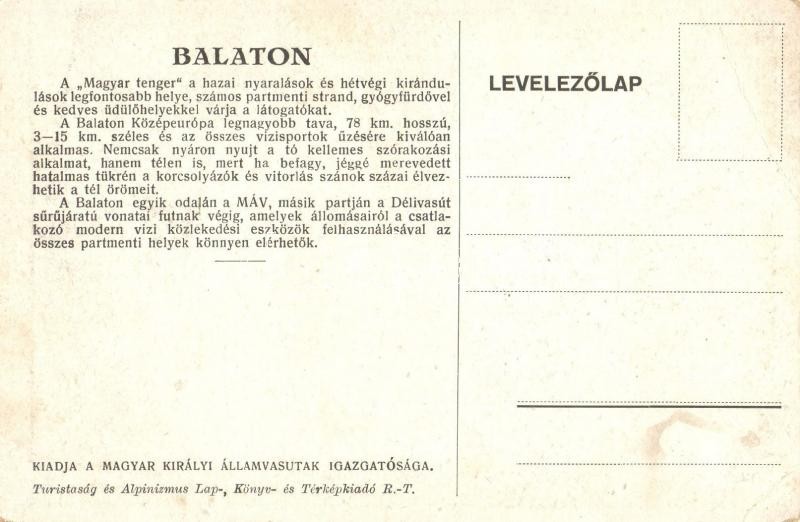 BALATON
A „Magyar tenger“ a hazai nyaralások és hétvégi kirándu-
lások legfontosabb helye, számos partmenti strand, gyógyfürdővel
és kedves üdülőhelyekkel várja a látogatókat.
A Balaton Középeurópa legnagyobb tava, 78 km. hosszú,
3—15 km. széles és az összes vizisportok űzésére kiválóan
alkalmas. Nemcsak nyáron nyujt a tó kellemes szórakozási
alkalmat, hanem télen is, mert ha befagy, jéggé merevedett
hatalmas tükrén a korcsolyázók és vitorlás szánok százai élvez-
hetik a tél örömeit.
A Balaton egyik odalán a MÁV, másik partján a Délivasút
sűrűjáratú vonatai futnak végig, amelyek állomásairól a csatla-
kozó modern vizi közlekedési eszközök felhasználásával az
összes partmenti helyek könnyen elérhetők.
KIADJA A MAGYAR KIRÁLYI ÁLLAMVASUTAK IGAZGATÓSÁGA.
Turistaság és Alpinizmus Lap-, Könyv- és Térképkiadó R.-T.
LEVELEZŐLAP